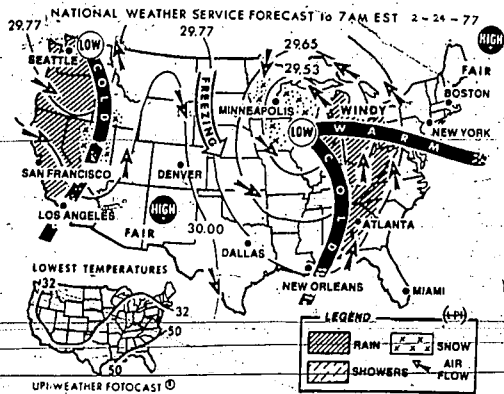 NATIONAL WEATHER SERVICE FORECAST to 7AM EST 2-24-77
29.77
29.77
HIGH
LOW
SEATTLE
29.65
29.53
FAIR
COLD
FREEZING
MINNEAPOLIS
WINDY
BOSTON
NEW YORK
LOW
WARM
SAN FRANCISCO
DENVER
COLD
LOS ANGELES
HIGH
FAIR
30.00
ATLANTA
DALLAS
NEW ORLEANS
MIAMI
LOWEST TEMPERATURES
32
32
50
50
LEGEND
(UPI)
RAIN
SNOW
SHOWERS
AIR FLOW
UPI WEATHER FOTOCAST ®